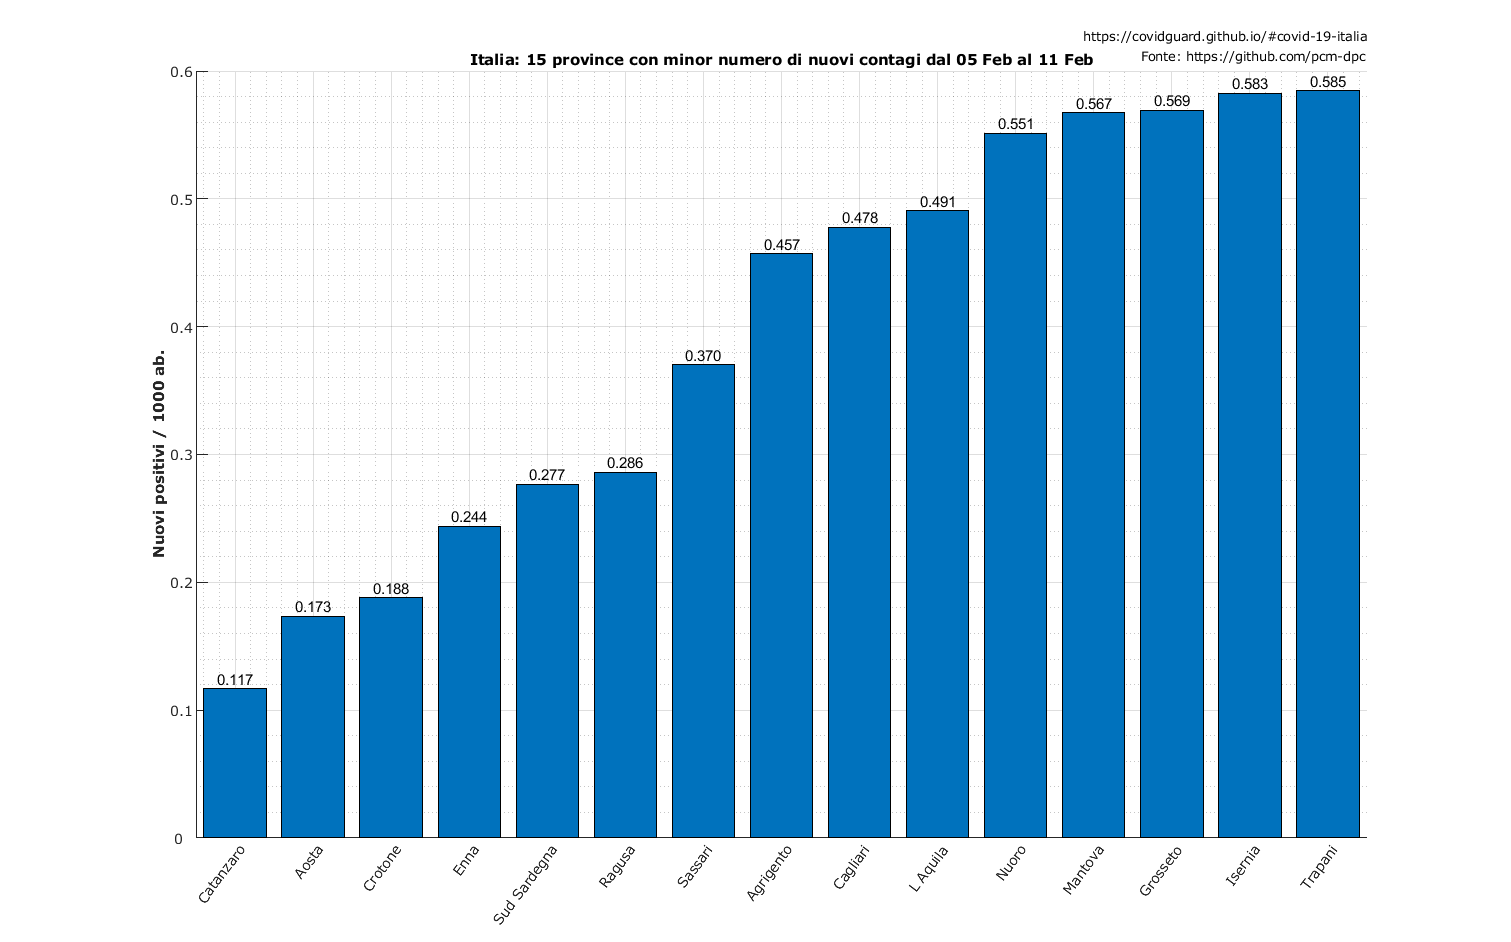 https://covidguard.github.io/#covid-19-italia
Fonte: https://github.com/pcm-dpc
Italia: 15 province con minor numero di nuovi contagi dal 05 Feb al 11 Feb
Nuovi positivi / 1000 ab.
0.6
0.5
0.4
0.3
0.2
0.1
0
0.117
0.173
0.188
0.244
0.277
0.286
0.370
0.457
0.478
0.491
0.551
0.567
0.569
0.583
0.585
Catanzaro
Aosta
Crotone
Enna
Sud Sardegna
Ragusa
Sassari
Agrigento
Cagliari
L Aquila
Nuoro
Mantova
Grosseto
Isernia
Trapani